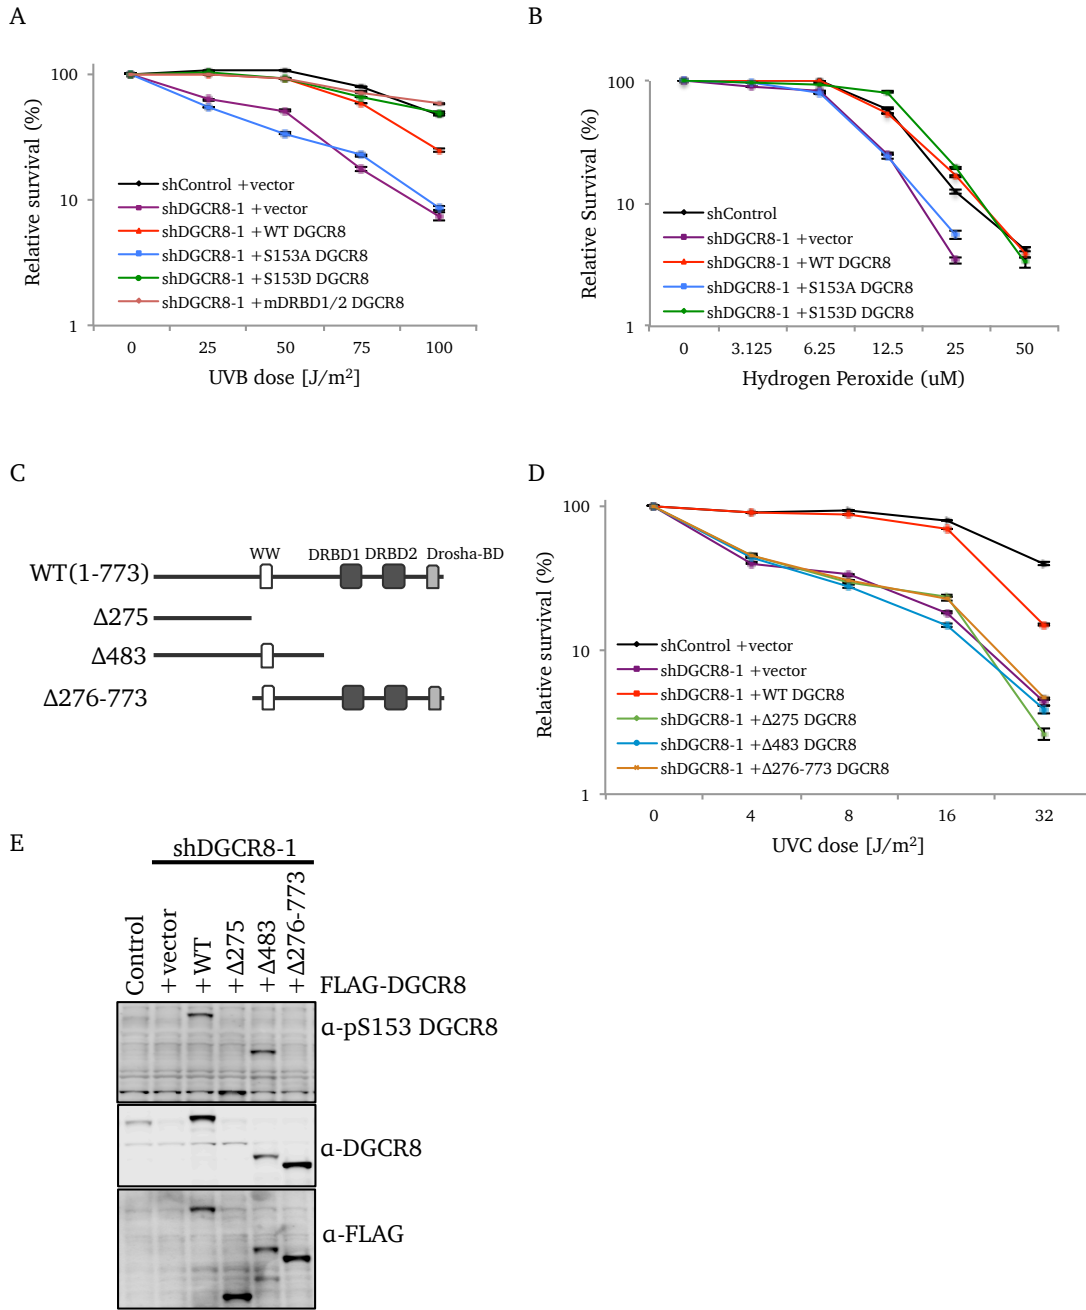 A
100
10
1
Relative survival (%)
shControl +vector
shDGCR8-1 +vector
shDGCR8-1 +WT DGCR8
shDGCR8-1 +S153A DGCR8
shDGCR8-1 +S153D DGCR8
shDGCR8-1 +mDRBD1/2 DGCR8
0 25 50 75 100
UVB dose [J/m²]
B
100
10
1
Relative Survival (%)
shControl
shDGCR8-1 +vector
shDGCR8-1 +WT DGCR8
shDGCR8-1 +S153A DGCR8
shDGCR8-1 +S153D DGCR8
0 3.125 6.25 12.5 25 50
Hydrogen Peroxide (uM)
C
WW DRBD1 DRBD2 Drosha-BD
WT(1-773)
Δ275
Δ483
Δ276-773
D
100
10
1
Relative survival (%)
shControl +vector
shDGCR8-1 +vector
shDGCR8-1 +WT DGCR8
shDGCR8-1 +Δ275 DGCR8
shDGCR8-1 +Δ483 DGCR8
shDGCR8-1 +Δ276-773 DGCR8
0 4 8 16 32
UVC dose [J/m²]
E
shDGCR8-1
Control
+vector
+WT
+Δ275
+Δ483
+Δ276-773
FLAG-DGCR8
α-pS153 DGCR8
α-DGCR8
α-FLAG